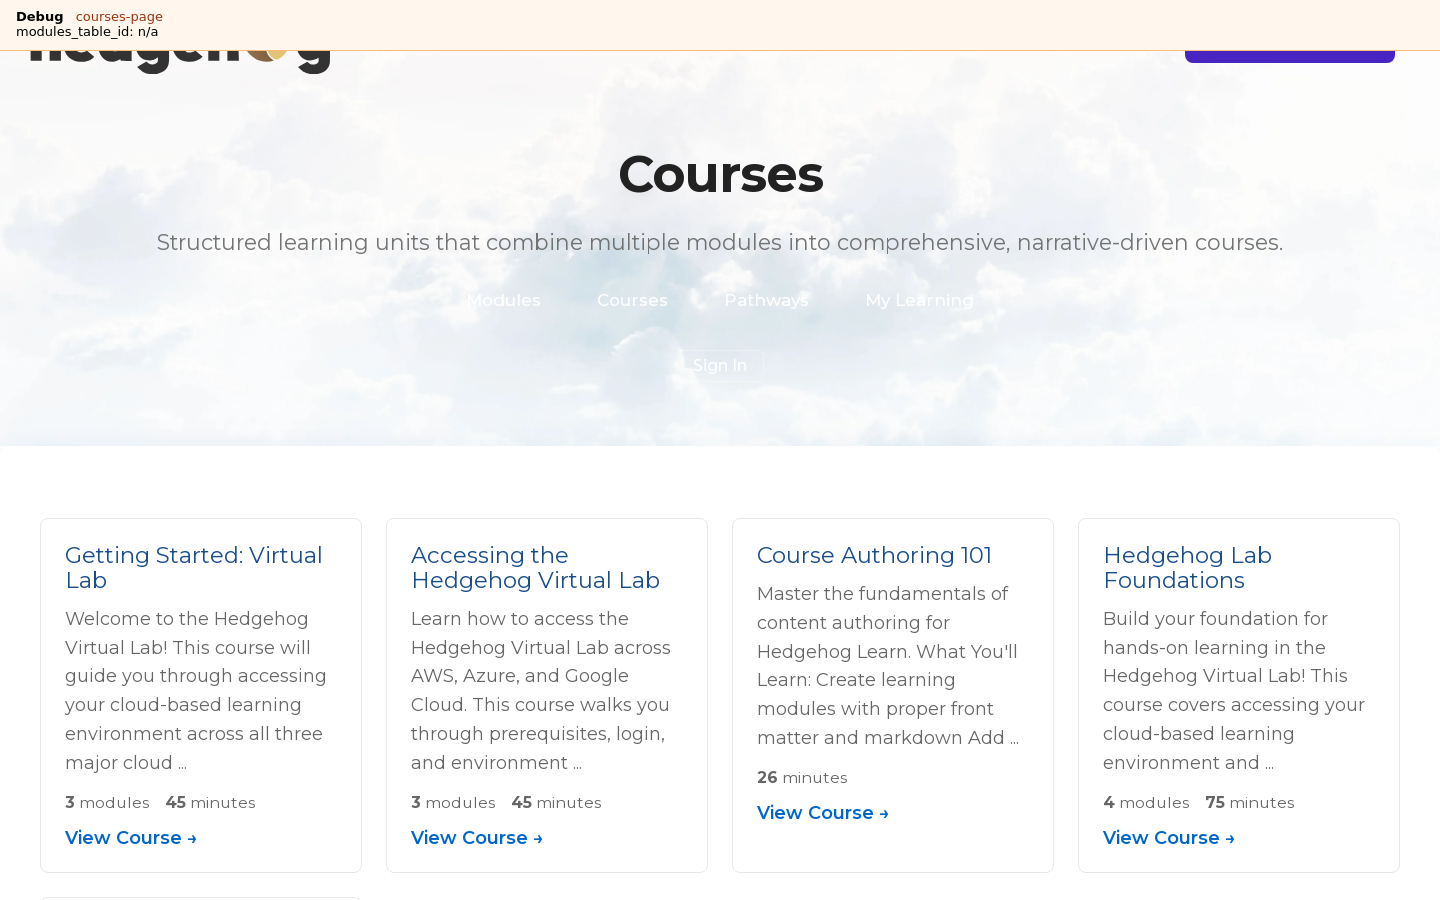 Debug courses-page
modules_table_id: n/a
hedgehog
Courses
Structured learning units that combine multiple modules into comprehensive, narrative-driven courses.
Modules Courses Pathways My Learning
Sign In
Getting Started: Virtual
Lab
Welcome to the Hedgehog
Virtual Lab! This course will
guide you through accessing
your cloud-based learning
environment across all three
major cloud ...
3 modules 45 minutes
View Course →
Accessing the
Hedgehog Virtual Lab
Learn how to access the
Hedgehog Virtual Lab across
AWS, Azure, and Google
Cloud. This course walks you
through prerequisites, login,
and environment ...
3 modules 45 minutes
View Course →
Course Authoring 101
Master the fundamentals of
content authoring for
Hedgehog Learn. What You'll
Learn: Create learning
modules with proper front
matter and markdown Add ...
26 minutes
View Course →
Hedgehog Lab
Foundations
Build your foundation for
hands-on learning in the
Hedgehog Virtual Lab! This
course covers accessing your
cloud-based learning
environment and ...
4 modules 75 minutes
View Course →